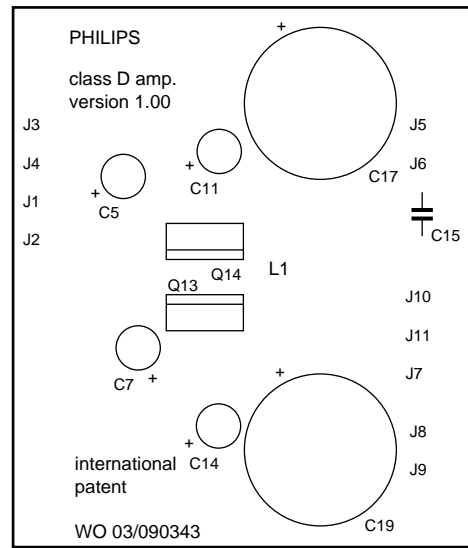 PHILIPS
class D amp.
version 1.00
J3
J4
J1
J2
C5
C11
C17
J5
J6
C15
Q14
L1
Q13
J10
J11
J7
C7
C14
J8
J9
international
patent
C19
WO 03/090343